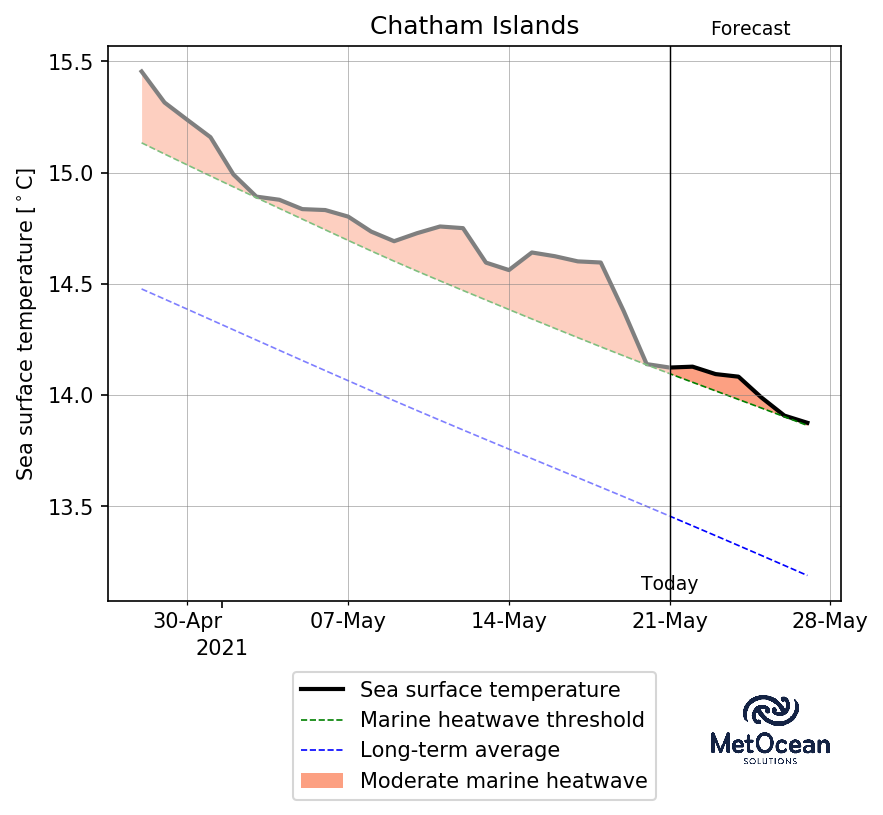 Chatham Islands
Forecast
Sea surface temperature [°C]
15.5
15.0
14.5
14.0
13.5
Today
30-Apr
07-May
14-May
21-May
28-May
2021
Sea surface temperature
Marine heatwave threshold
Long-term average
Moderate marine heatwave
MetOcean
SOLUTIONS